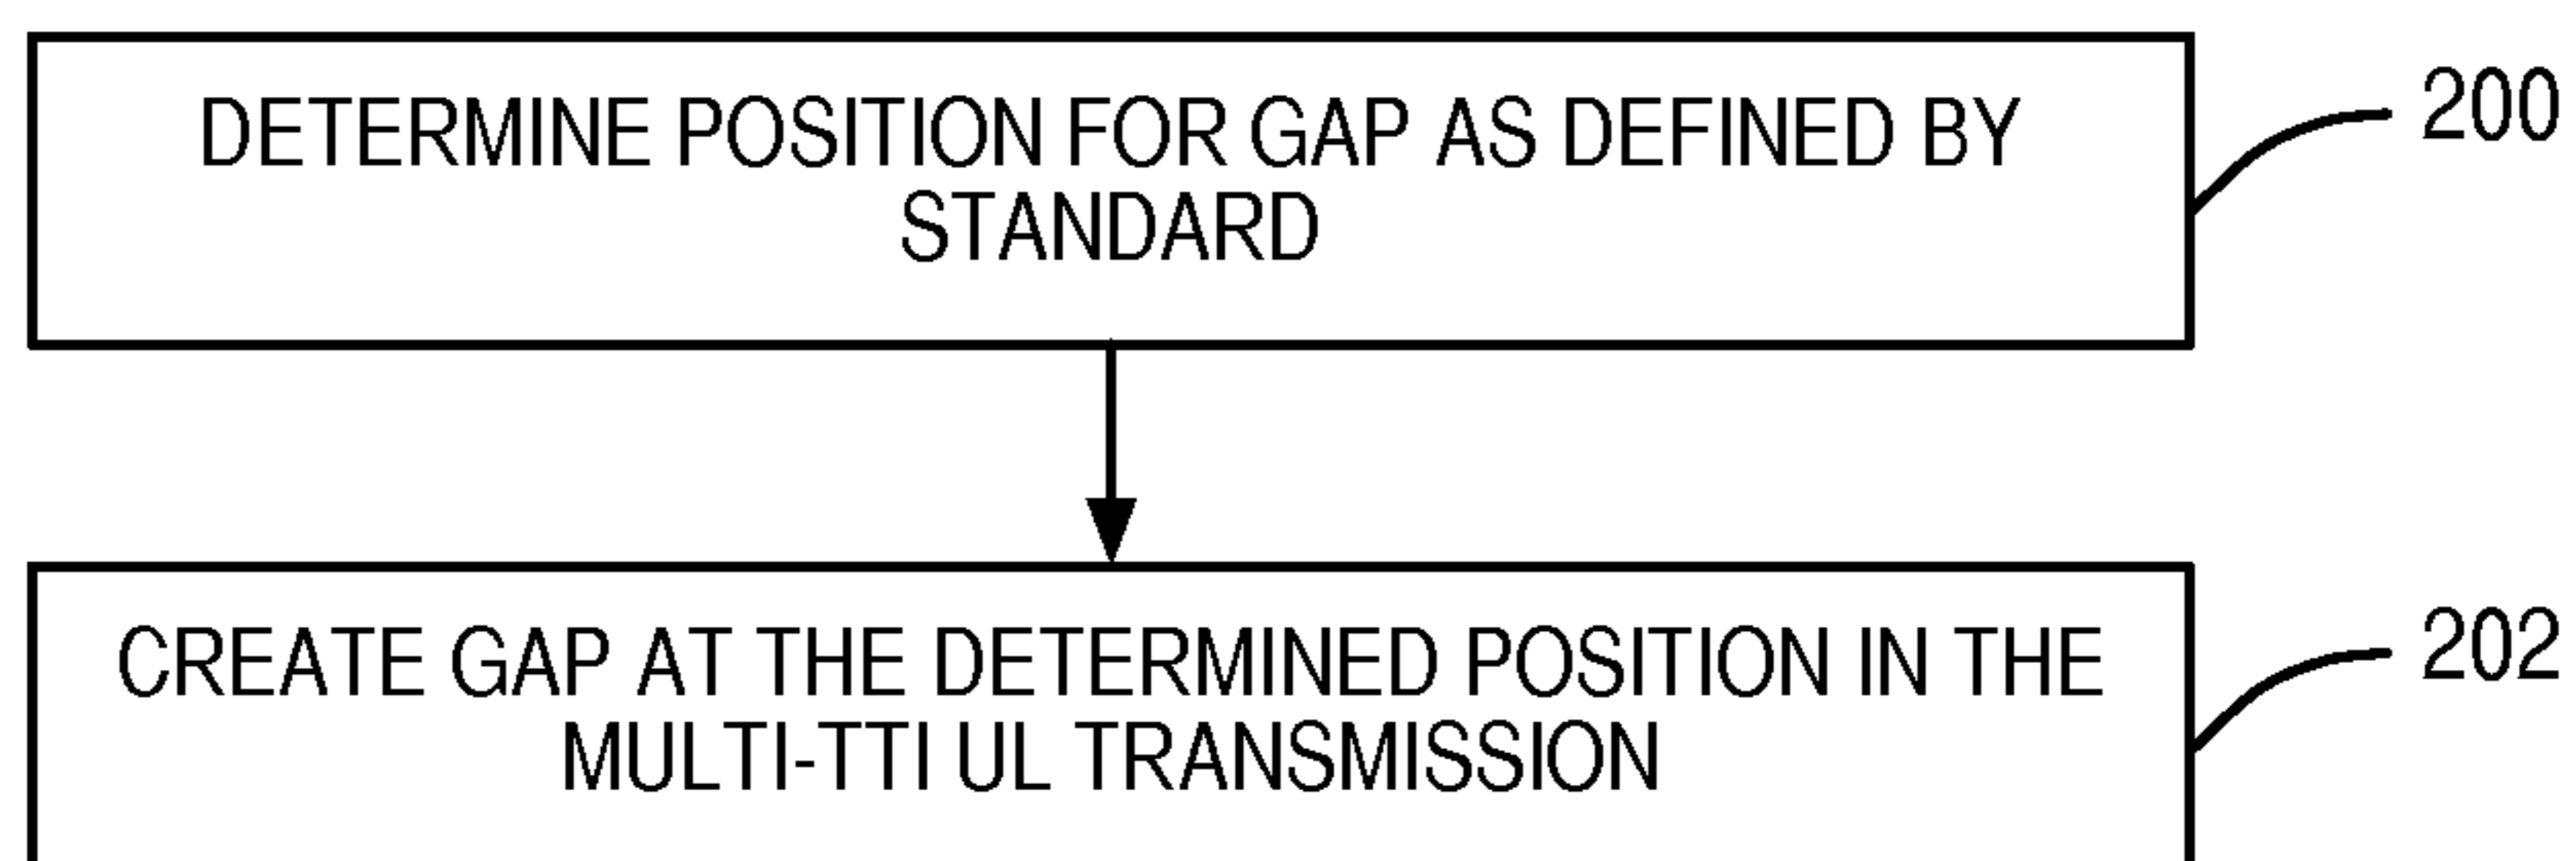 DETERMINE POSITION FOR GAP AS DEFINED BY
STANDARD
200
CREATE GAP AT THE DETERMINED POSITION IN THE
MULTI-TTI UL TRANSMISSION
202